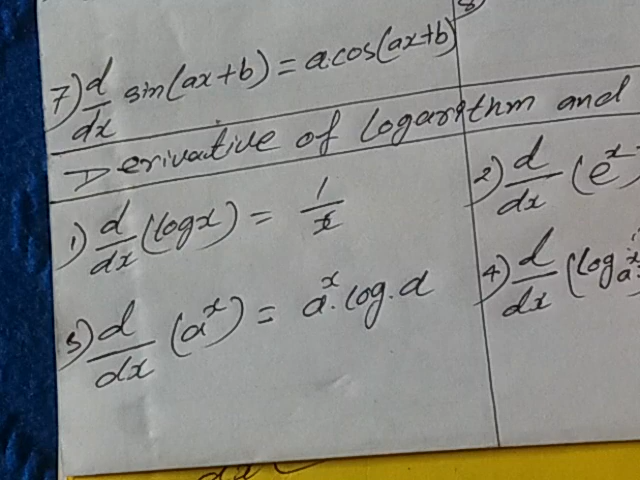 7) d/dx sin(ax+b) = a.cos(ax+b)
Derivative of Logarithm and
1) d/dx (log x) = 1/x
2) d/dx (e^x
3) d/dx (a^x) = a^x . log . a
4) d/dx (log_a x